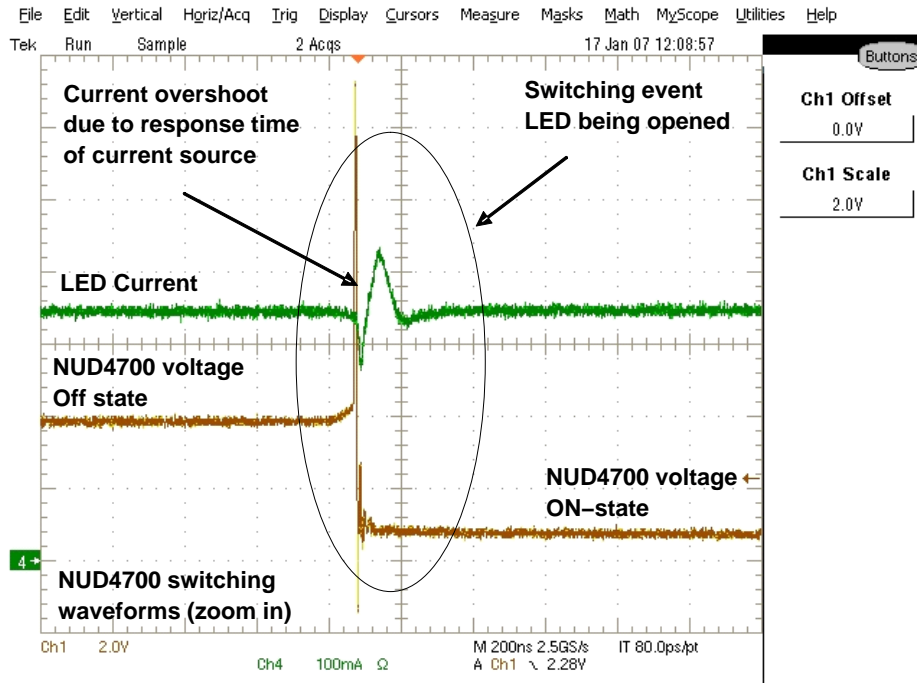 File Edit Vertical Horiz/Acq Trig Display Cursors Measure Masks Math MyScope Utilities Help
Tek Run Sample 2 Acqs 17 Jan 07 12:08:57
Buttons
Current overshoot
due to response time
of current source
Switching event
LED being opened
Ch1 Offset
0.0V
Ch1 Scale
2.0V
LED Current
NUD4700 voltage
Off state
NUD4700 voltage
ON−state
4
NUD4700 switching
waveforms (zoom in)
Ch1 2.0V M 200ns 2.5GS/s IT 80.0ps/pt
Ch4 100mA Ω A Ch1 ∖ 2.28V